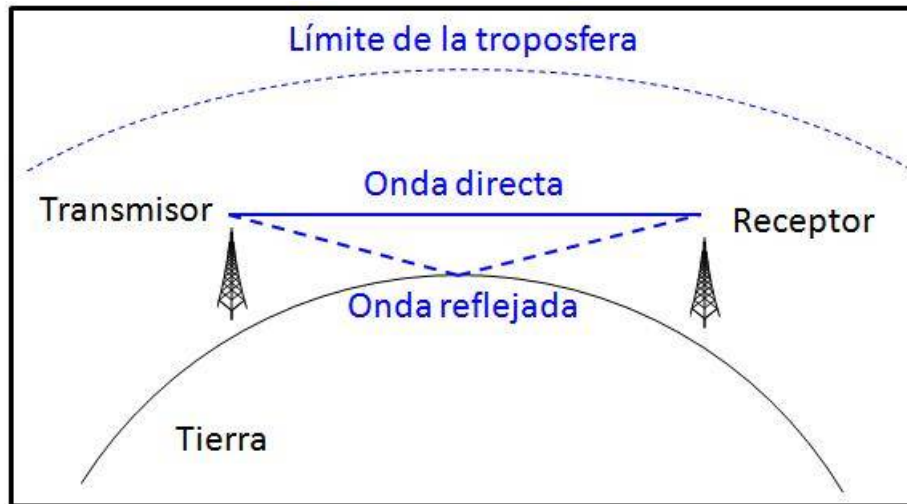 Límite de la troposfera
Onda directa
Transmisor
Receptor
Onda reflejada
Tierra